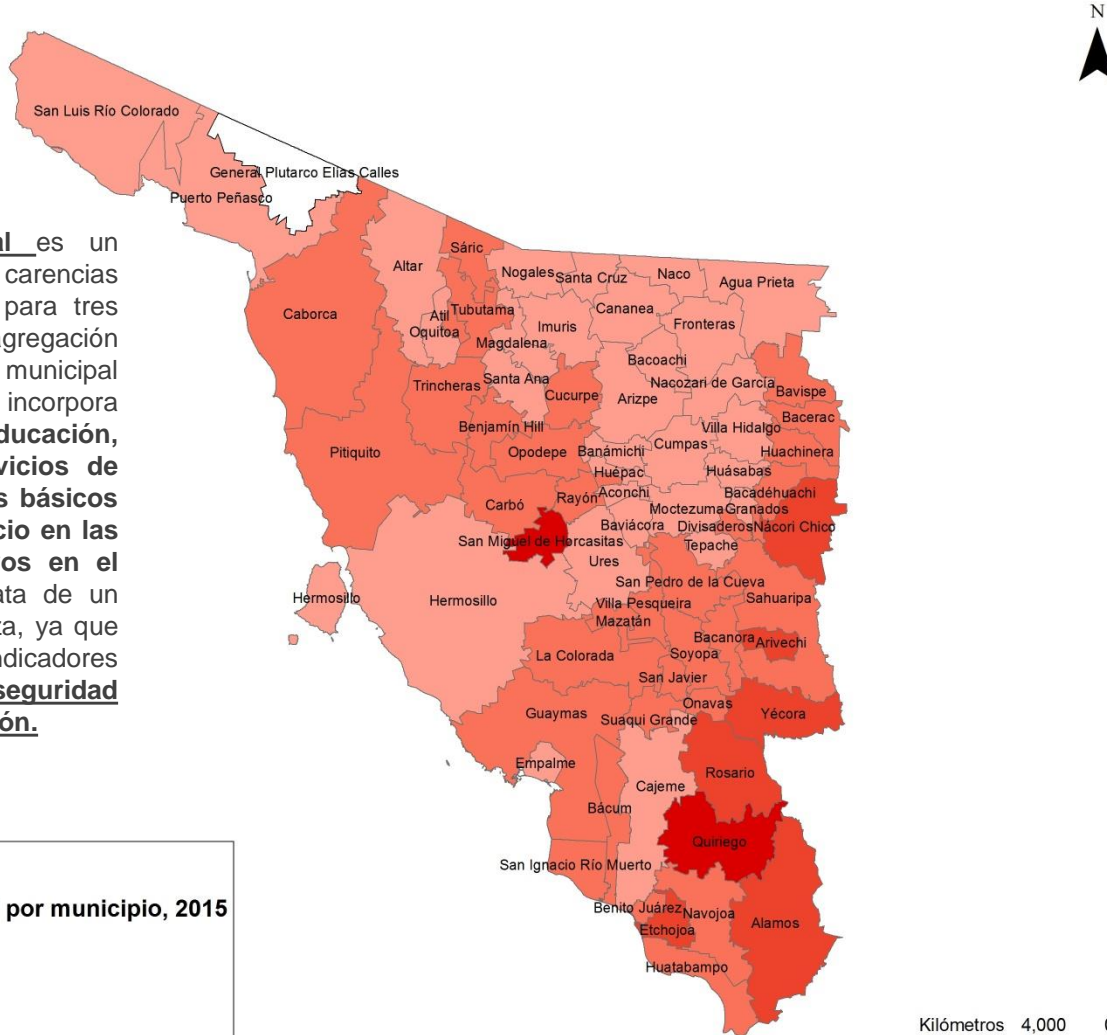 N
San Luis Río Colorado
General Plutarco Elías Calles
Puerto Peñasco
al es un
carencias
para tres
agregación
municipal
incorpora
educación,
vicios de
s básicos
cio en las
os en el
ata de un
ta, ya que
ndicadores
seguridad
ón.
Sáric
Altar
Nogales
Santa Cruz
Naco
Agua Prieta
Caborca
Atil
Tubutama
Oquitoa
Cananea
Imuris
Fronteras
Magdalena
Bacoachi
Trincheras
Santa Ana
Cucurpe
Arizpe
Nacozari de García
Bavispe
Bacerac
Benjamín Hill
Villa Hidalgo
Pitiquito
Opodepe
Banámichi
Cumpas
Huachinera
Huépac
Huásabas
Carbó
Rayón
Aconchi
Bacadéhuachi
Moctezuma
Granados
Baviácora
Divisaderos
Nácori Chico
San Miguel de Horcasitas
Tepache
Ures
San Pedro de la Cueva
Hermosillo
Hermosillo
Villa Pesqueira
Sahuaripa
Mazatán
Bacanora
Arivechi
La Colorada
Soyopa
San Javier
Onavas
Yécora
Guaymas
Suaqui Grande
Empalme
Rosario
Cajeme
Bácum
Quiriego
San Ignacio Río Muerto
Benito Juárez
Navojoa
Etchojoa
Alamos
Huatabampo
por municipio, 2015
Kilómetros 4,000